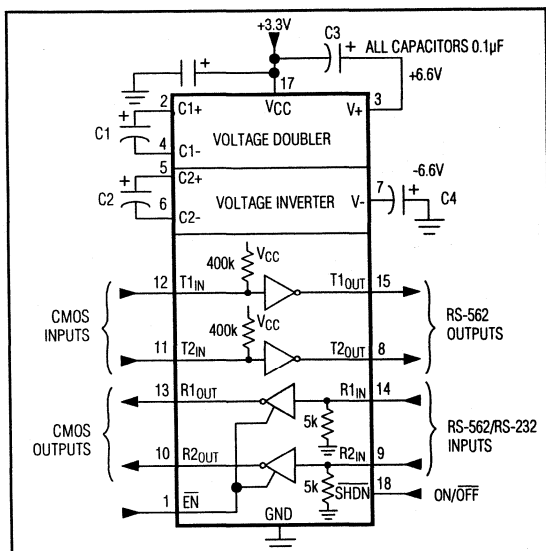 +3.3V
C3
+
ALL CAPACITORS 0.1µF
+
+6.6V
17
2
C1+
VCC
V+
3
+
C1
4
C1-
VOLTAGE DOUBLER
5
C2+
+
C2
6
C2-
VOLTAGE INVERTER
V-
7
-6.6V
+
C4
400k
VCC
12
T1IN
T1OUT
15
CMOS
INPUTS
400k
VCC
RS-562
OUTPUTS
11
T2IN
T2OUT
8
13
R1OUT
R1IN
14
CMOS
OUTPUTS
5k
RS-562/RS-232
INPUTS
10
R2OUT
R2IN
9
5k
SHDN
18
ON/OFF
1
EN
GND